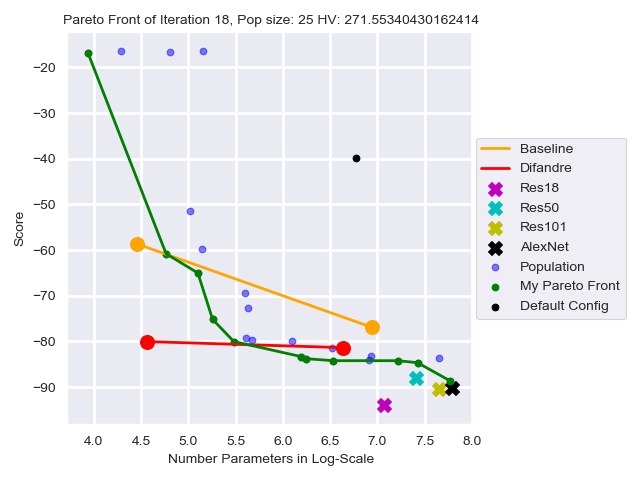 Pareto Front of Iteration 18, Pop size: 25 HV: 271.55340430162414
−20
−30
−40
−50
−60
−70
−80
−90
Score
4.0 4.5 5.0 5.5 6.0 6.5 7.0 7.5 8.0
Number Parameters in Log-Scale
Baseline
Difandre
Res18
Res50
Res101
AlexNet
Population
My Pareto Front
Default Config